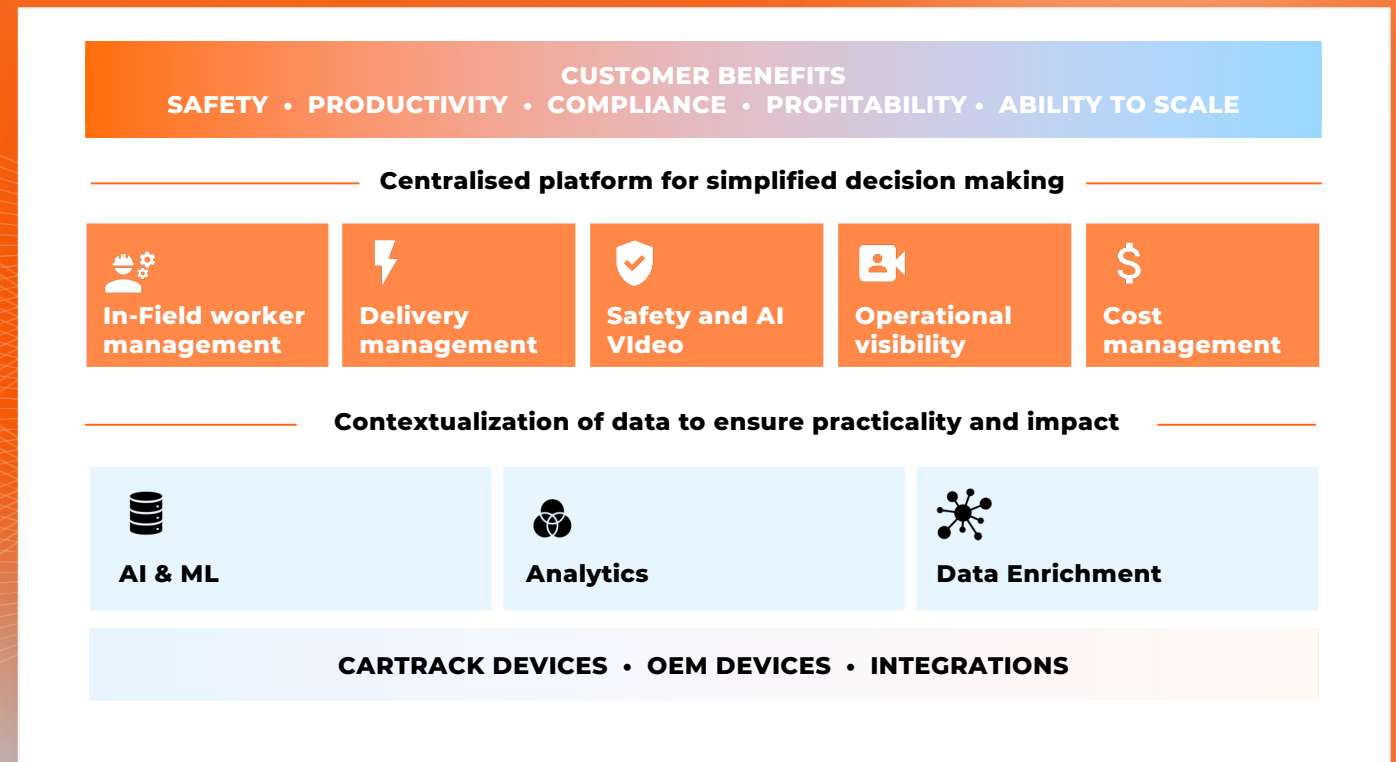 CUSTOMER BENEFITS
SAFETY • PRODUCTIVITY • COMPLIANCE • PROFITABILITY • ABILITY TO SCALE
Centralised platform for simplified decision making
In-Field worker
management
Delivery
management
Safety and AI
VIdeo
Operational
visibility
Cost
management
Contextualization of data to ensure practicality and impact
AI & ML
Analytics
Data Enrichment
CARTRACK DEVICES • OEM DEVICES • INTEGRATIONS